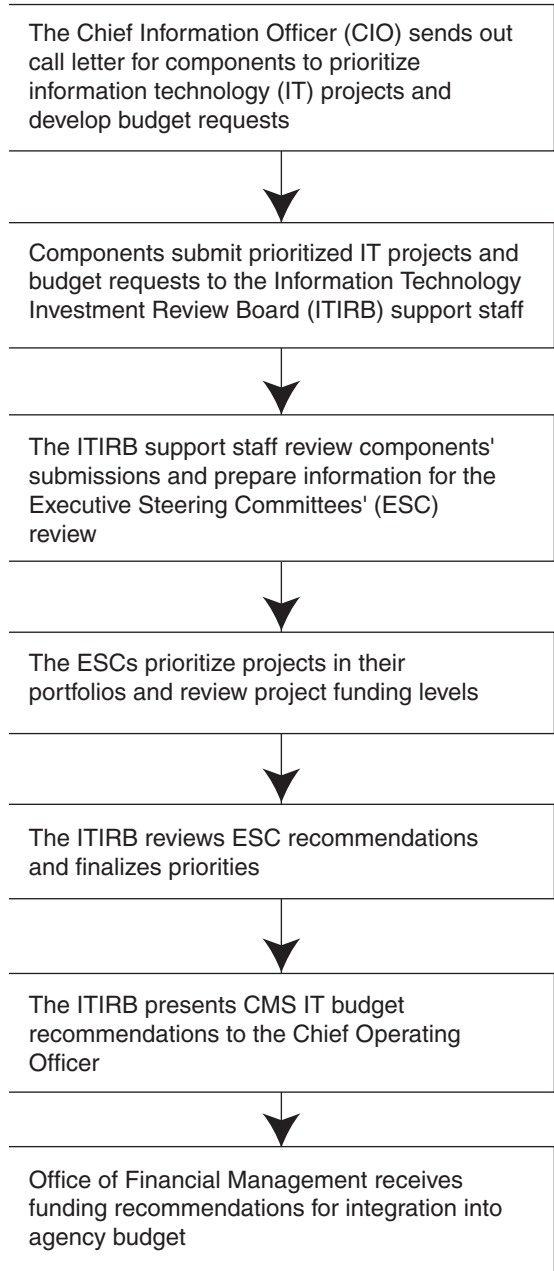 The Chief Information Officer (CIO) sends out
call letter for components to prioritize
information technology (IT) projects and
develop budget requests
Components submit prioritized IT projects and
budget requests to the Information Technology
Investment Review Board (ITIRB) support staff
The ITIRB support staff review components'
submissions and prepare information for the
Executive Steering Committees' (ESC)
review
The ESCs prioritize projects in their
portfolios and review project funding levels
The ITIRB reviews ESC recommendations
and finalizes priorities
The ITIRB presents CMS IT budget
recommendations to the Chief Operating
Officer
Office of Financial Management receives
funding recommendations for integration into
agency budget